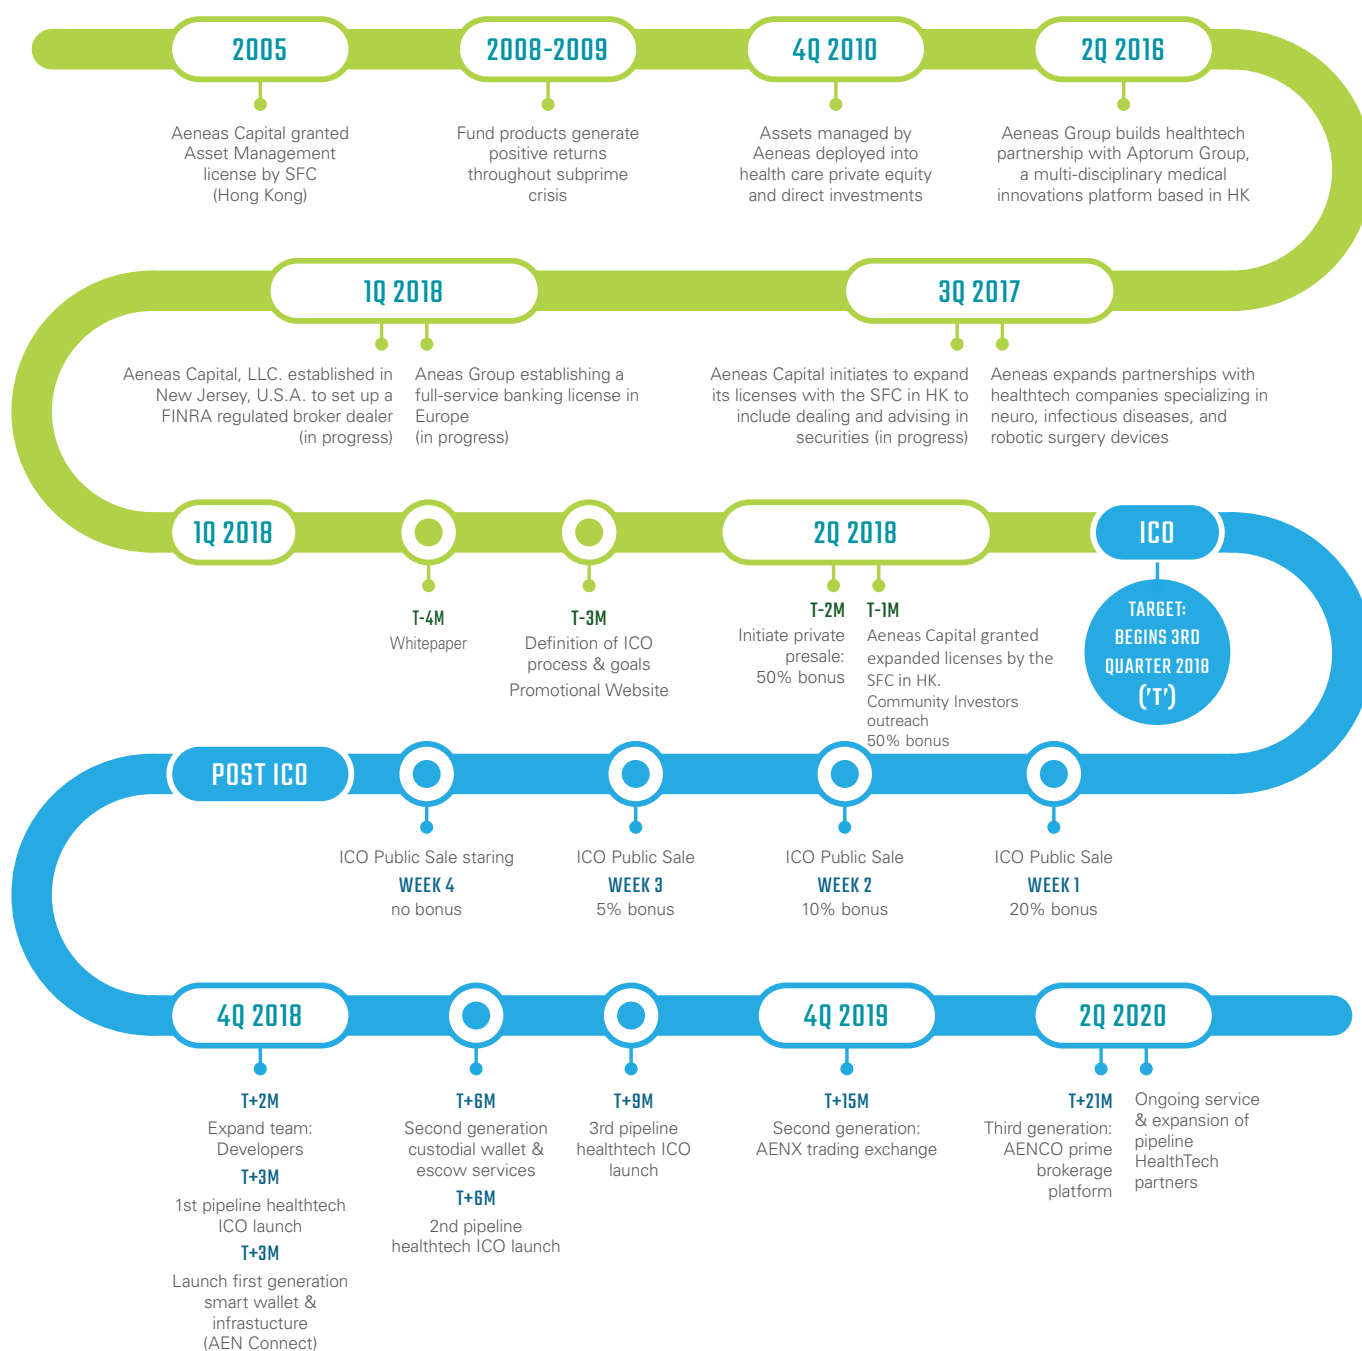 2005
Aeneas Capital granted
Asset Management
license by SFC
(Hong Kong)
2008-2009
Fund products generate
positive returns
throughout subprime
crisis
4Q 2010
Assets managed by
Aeneas deployed into
health care private equity
and direct investments
2Q 2016
Aeneas Group builds healthtech
partnership with Aptorum Group,
a multi-disciplinary medical
innovations platform based in HK
1Q 2018
Aeneas Capital, LLC. established in
New Jersey, U.S.A. to set up a
FINRA regulated broker dealer
(in progress)
Aneas Group establishing a
full-service banking license in
Europe
(in progress)
3Q 2017
Aeneas Capital initiates to expand
its licenses with the SFC in HK to
include dealing and advising in
securities (in progress)
Aeneas expands partnerships with
healthtech companies specializing in
neuro, infectious diseases, and
robotic surgery devices
1Q 2018
T-4M
Whitepaper
T-3M
Definition of ICO
process & goals
Promotional Website
2Q 2018
T-2M
Initiate private
presale:
50% bonus
T-1M
Aeneas Capital granted
expanded licenses by the
SFC in HK.
Community Investors
outreach
50% bonus
ICO
TARGET:
BEGINS 3RD
QUARTER 2018
('T')
POST ICO
ICO Public Sale staring
WEEK 4
no bonus
ICO Public Sale
WEEK 3
5% bonus
ICO Public Sale
WEEK 2
10% bonus
ICO Public Sale
WEEK 1
20% bonus
4Q 2018
T+2M
Expand team:
Developers
T+3M
1st pipeline healthtech
ICO launch
T+3M
Launch first generation
smart wallet &
infrastucture
(AEN Connect)
T+6M
Second generation
custodial wallet &
escow services
T+6M
2nd pipeline
healthtech ICO launch
T+9M
3rd pipeline
healthtech ICO
launch
4Q 2019
T+15M
Second generation:
AENX trading exchange
2Q 2020
T+21M
Third generation:
AENCO prime
brokerage
platform
Ongoing service
& expansion of
pipeline
HealthTech
partners